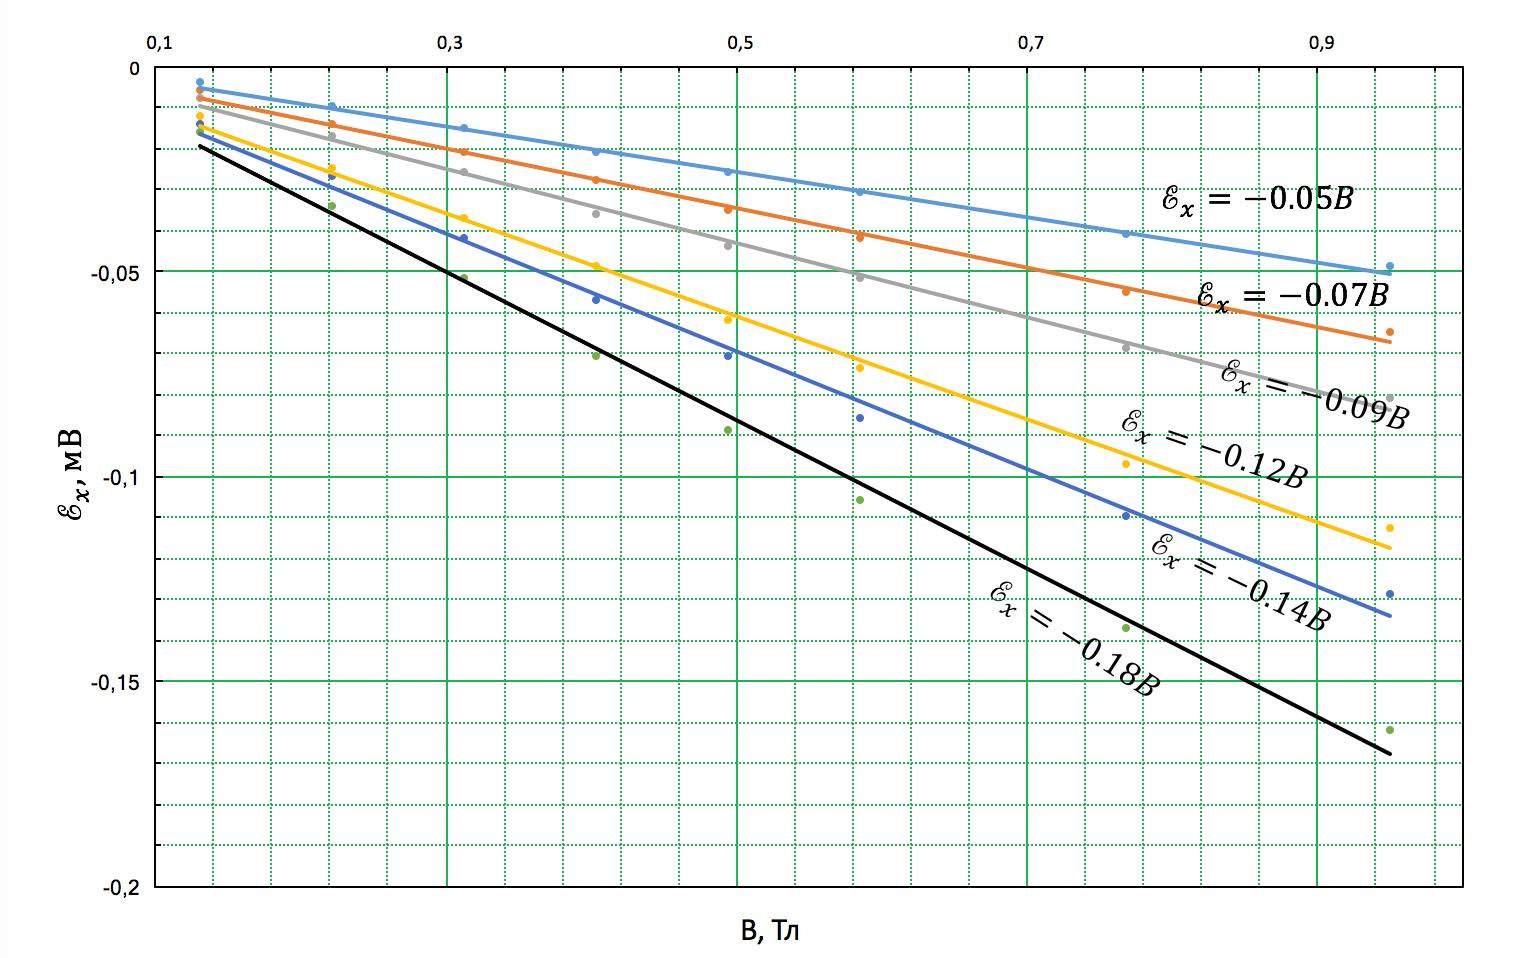 0,1 0,3 0,5 0,7 0,9
0
-0,05
-0,1
-0,15
-0,2
ℰₓ, мВ
ℰₓ = −0.05B
ℰₓ = −0.07B
ℰₓ = −0.09B
ℰₓ = −0.12B
ℰₓ = −0.14B
ℰₓ = −0.18B
В, Тл